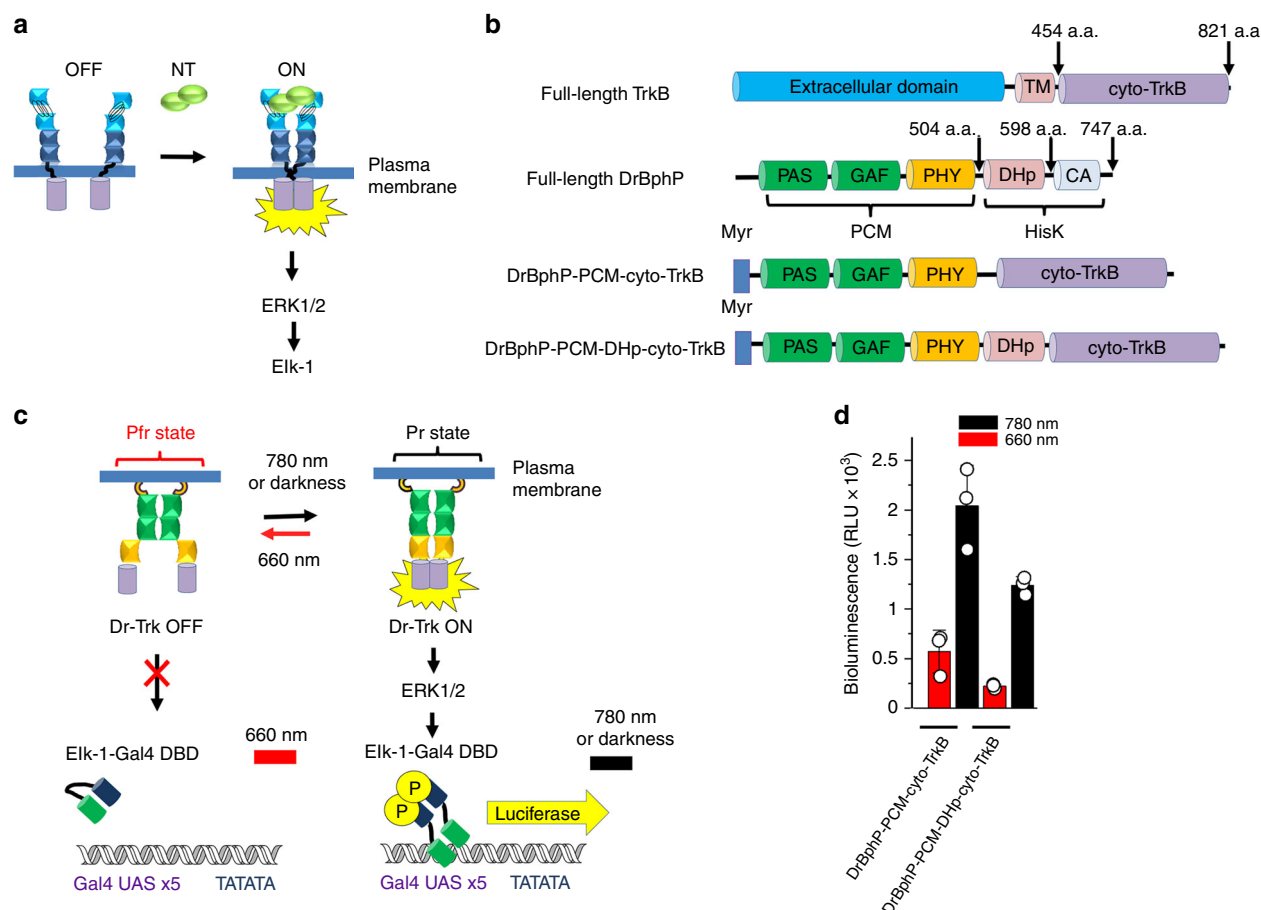 a
OFF
NT
ON
Plasma
membrane
ERK1/2
Elk-1
b
454 a.a.
821 a.a
Full-length TrkB
Extracellular domain
TM
cyto-TrkB
504 a.a.
598 a.a.
747 a.a.
Full-length DrBphP
PAS
GAF
PHY
DHp
CA
PCM
HisK
Myr
DrBphP-PCM-cyto-TrkB
PAS
GAF
PHY
cyto-TrkB
Myr
DrBphP-PCM-DHp-cyto-TrkB
PAS
GAF
PHY
DHp
cyto-TrkB
c
Pfr state
Pr state
780 nm
or darkness
660 nm
Plasma
membrane
Dr-Trk OFF
Dr-Trk ON
ERK1/2
Elk-1-Gal4 DBD
660 nm
Elk-1-Gal4 DBD
780 nm
or darkness
P
P
Luciferase
Gal4 UAS x5
TATATA
Gal4 UAS x5
TATATA
d
780 nm
660 nm
Bioluminescence (RLU × 10³)
2.5
2
1.5
1
0.5
0
DrBphP-PCM-cyto-TrkB
DrBphP-PCM-DHp-cyto-TrkB